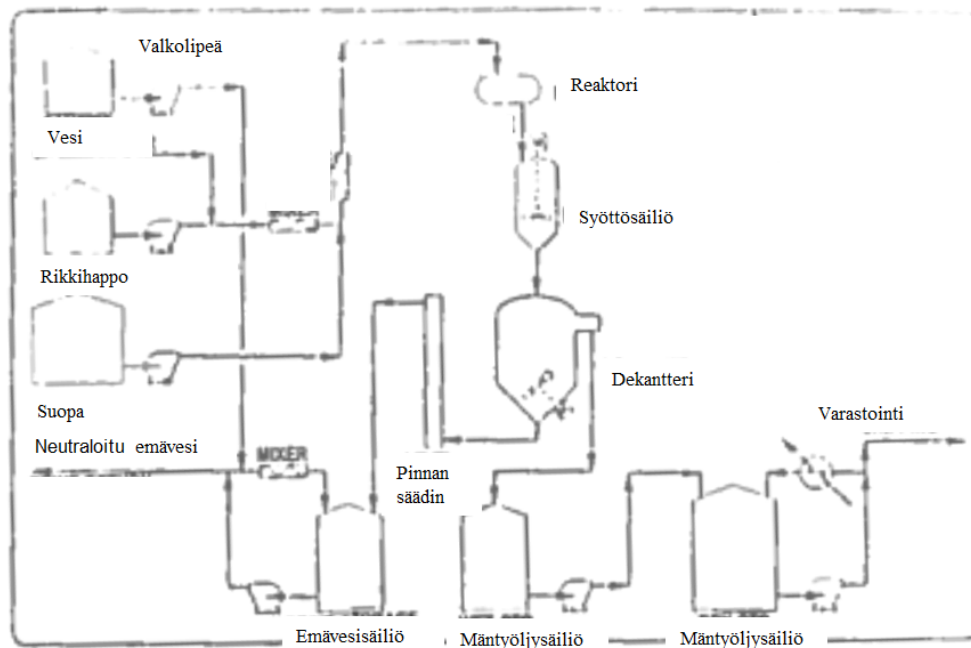 Valkolipeä
Reaktori
Vesi
Syöttösäiliö
Rikkihappo
Dekantteri
Suopa
Varastointi
Neutraloitu emävesi
MIXER
Pinnan
säädin
Emävesisäiliö
Mäntyöljysäiliö
Mäntyöljysäiliö